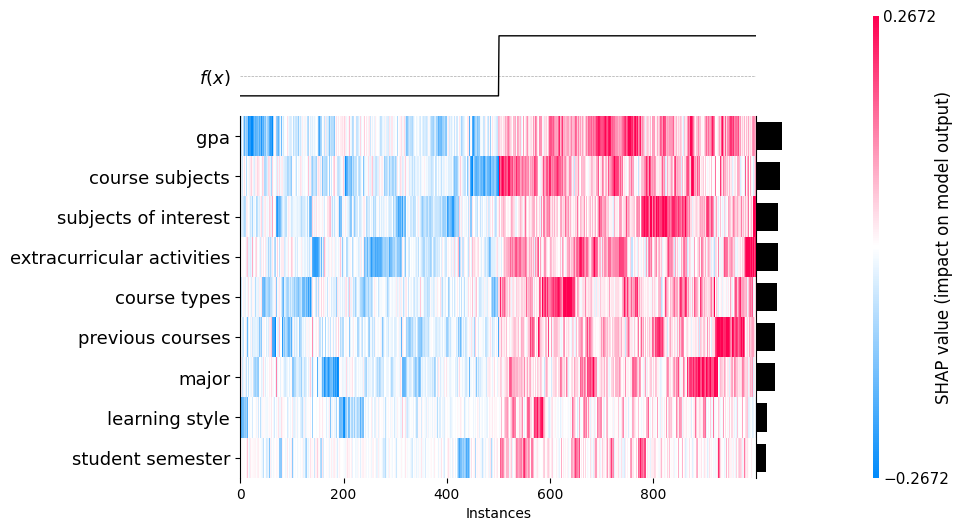 0.2672
f(x)
gpa
course subjects
subjects of interest
extracurricular activities
course types
previous courses
major
learning style
student semester
0 200 400 600 800
Instances
SHAP value (impact on model output)
−0.2672